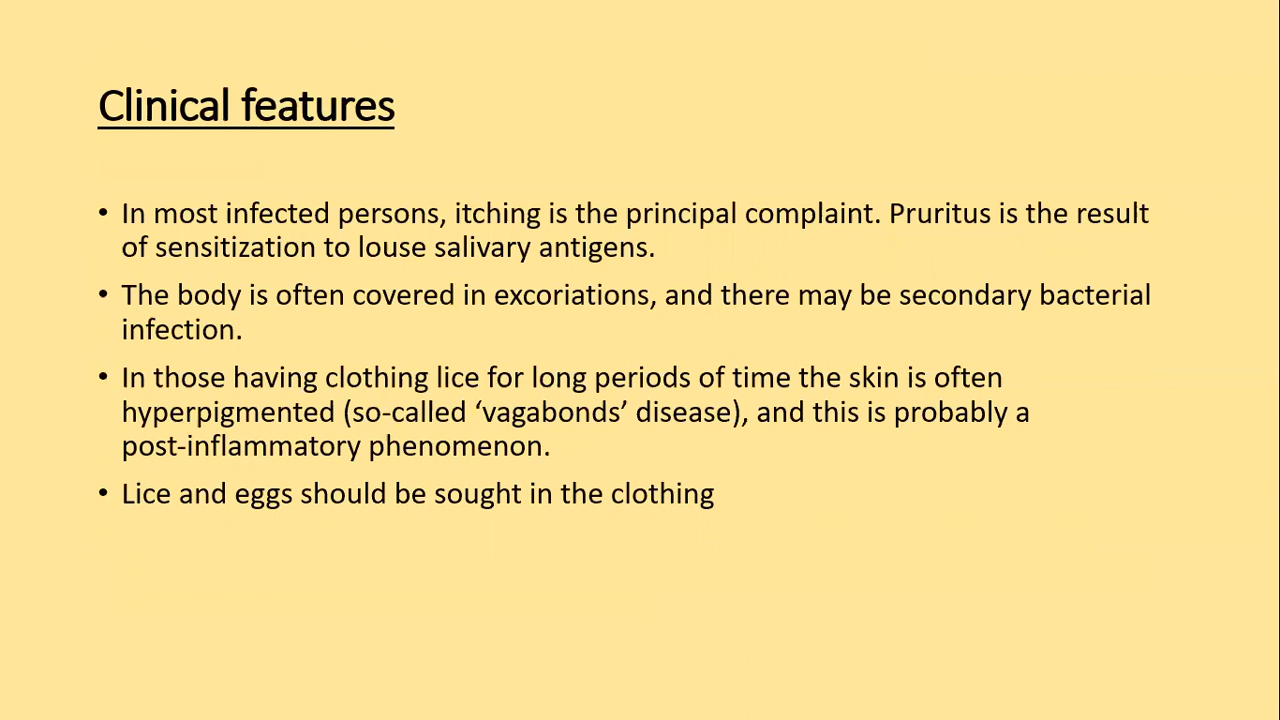 Clinical features
• In most infected persons, itching is the principal complaint. Pruritus is the result
of sensitization to louse salivary antigens.
• The body is often covered in excoriations, and there may be secondary bacterial
infection.
• In those having clothing lice for long periods of time the skin is often
hyperpigmented (so-called ‘vagabonds’ disease), and this is probably a
post-inflammatory phenomenon.
• Lice and eggs should be sought in the clothing